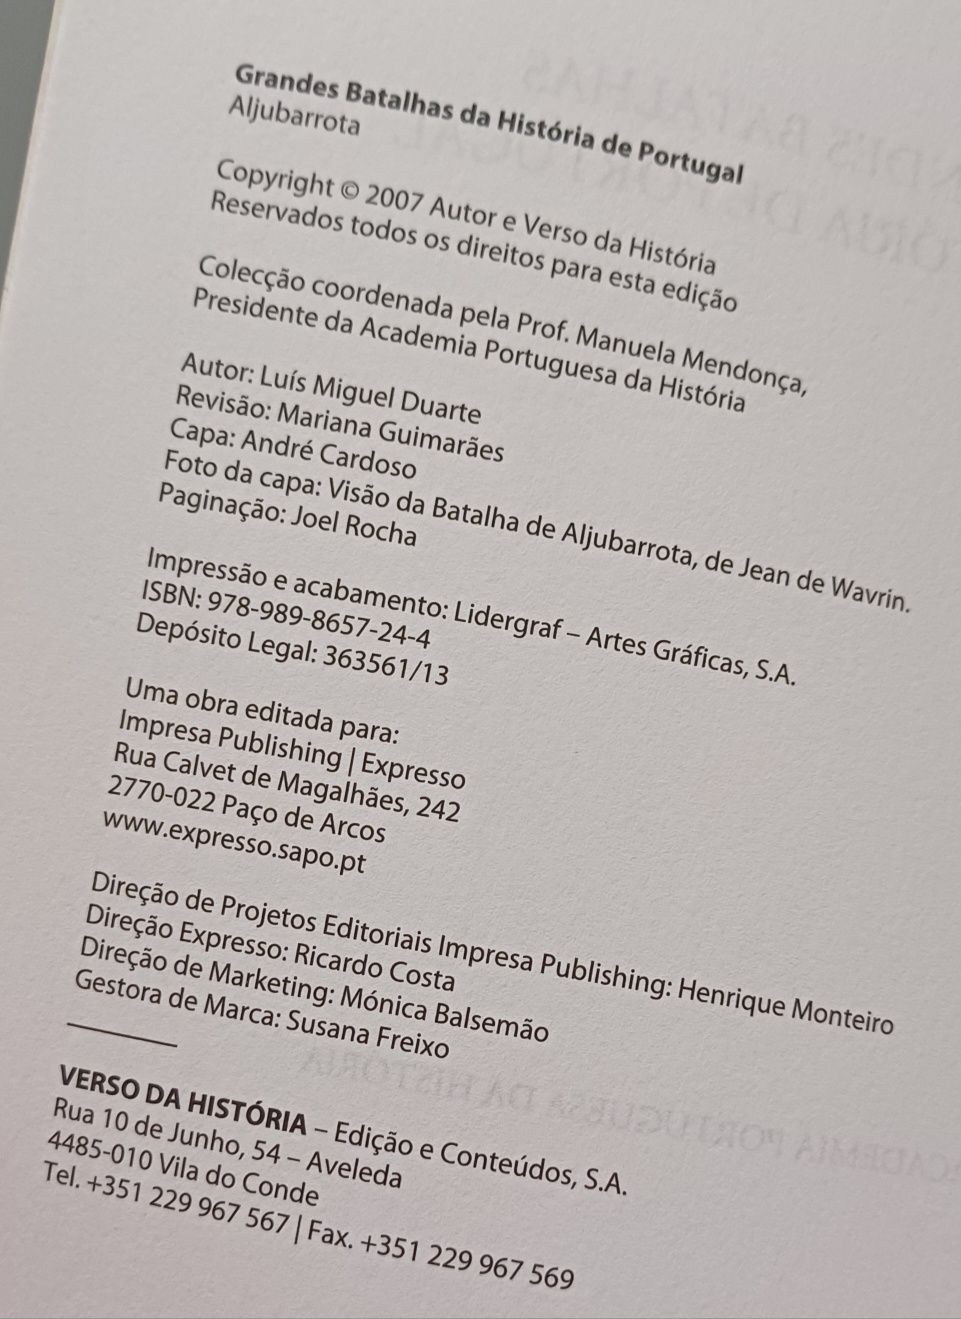 Grandes Batalhas da História de Portugal
Aljubarrota
Copyright © 2007 Autor e Verso da História
Reservados todos os direitos para esta edição
Colecção coordenada pela Prof. Manuela Mendonça,
Presidente da Academia Portuguesa da História
Autor: Luís Miguel Duarte
Revisão: Mariana Guimarães
Capa: André Cardoso
Foto da capa: Visão da Batalha de Aljubarrota, de Jean de Wavrin.
Paginação: Joel Rocha
Impressão e acabamento: Lidergraf – Artes Gráficas, S.A.
ISBN: 978-989-8657-24-4
Depósito Legal: 363561/13
Uma obra editada para:
Impresa Publishing | Expresso
Rua Calvet de Magalhães, 242
2770-022 Paço de Arcos
www.expresso.sapo.pt
Direção de Projetos Editoriais Impresa Publishing: Henrique Monteiro
Direção Expresso: Ricardo Costa
Direção de Marketing: Mónica Balsemão
Gestora de Marca: Susana Freixo
VERSO DA HISTÓRIA – Edição e Conteúdos, S.A.
Rua 10 de Junho, 54 – Aveleda
4485-010 Vila do Conde
Tel. +351 229 967 567 | Fax. +351 229 967 569